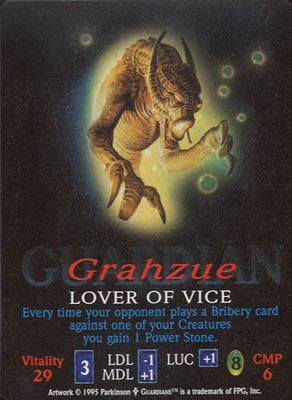 GUARDIAN
Grahzue
LOVER OF VICE
Every time your opponent plays a Bribery card
against one of your Creatures
you gain 1 Power Stone.
Vitality 29
3
LDL -1
MDL +1
LUC +1
8
CMP 6
Artwork © 1995 Parkinson GUARDIANS™ is a trademark of FPG, Inc.